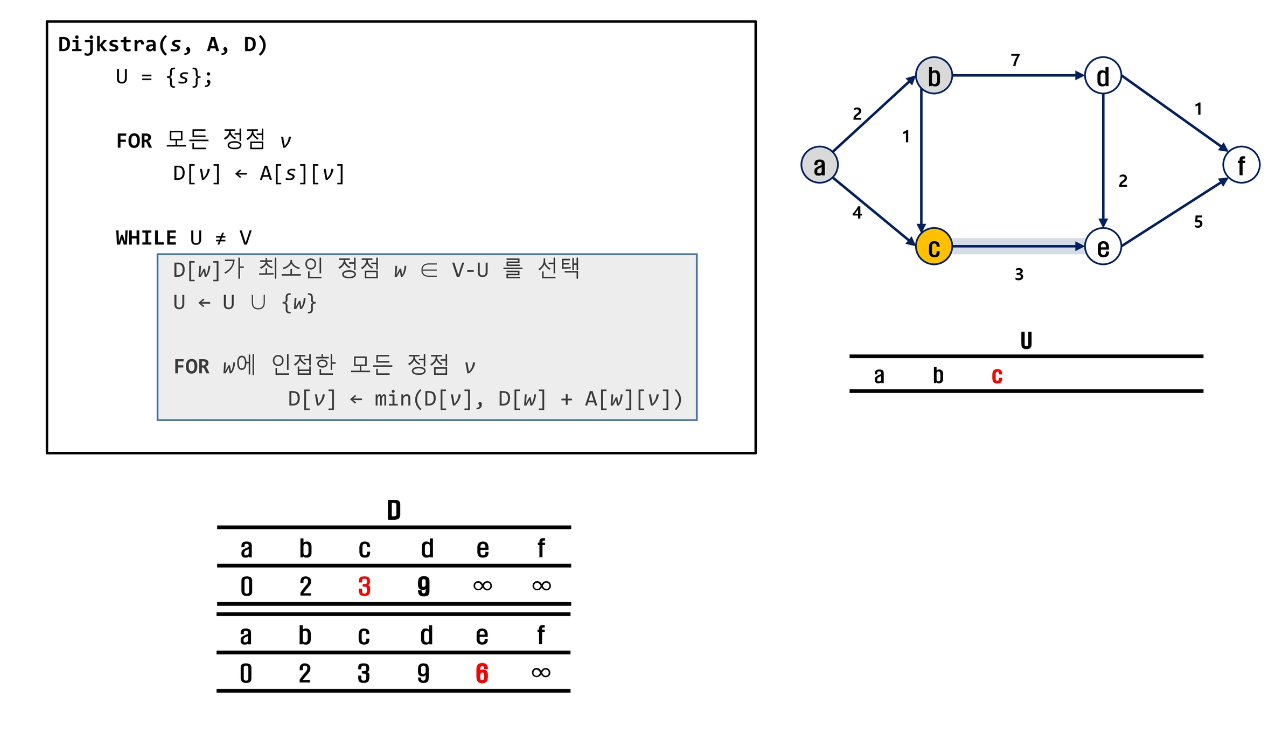 Dijkstra(s, A, D)
U = {s};
FOR 모든 정점 v
D[v] ← A[s][v]
WHILE U ≠ V
D[w]가 최소인 정점 w ∈ V-U 를 선택
U ← U ∪ {w}
FOR w에 인접한 모든 정점 v
D[v] ← min(D[v], D[w] + A[w][v])
b 7 d
2 1 1
a f
4 2 5
c 3 e
U
a b c
D
a b c d e f
0 2 3 9 ∞ ∞
a b c d e f
0 2 3 9 6 ∞